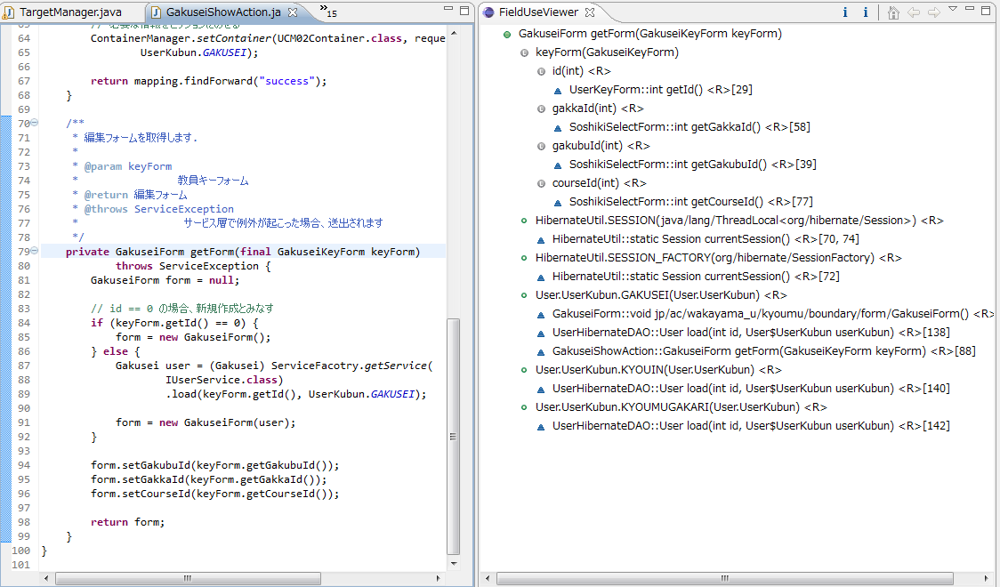 TargetManager.java
GakuseiShowAction.ja
15
64 ContainerManager.setContainer(UCM02Container.class, reque
65 UserKubun.GAKUSEI);
66
67 return mapping.findForward("success");
68 }
69
70 /**
71 * 編集フォームを取得します.
72 *
73 * @param keyForm
74 * 教員キーフォーム
75 * @return 編集フォーム
76 * @throws ServiceException
77 * サービス層で例外が起こった場合、送出されます
78 */
79 private GakuseiForm getForm(final GakuseiKeyForm keyForm)
80 throws ServiceException {
81 GakuseiForm form = null;
82
83 // id == 0 の場合、新規作成とみなす
84 if (keyForm.getId() == 0) {
85 form = new GakuseiForm();
86 } else {
87 Gakusei user = (Gakusei) ServiceFacotry.getService(
88 IUserService.class)
89 .load(keyForm.getId(), UserKubun.GAKUSEI);
90
91 form = new GakuseiForm(user);
92 }
93
94 form.setGakubuId(keyForm.getGakubuId());
95 form.setGakkaId(keyForm.getGakkaId());
96 form.setCourseId(keyForm.getCourseId());
97
98 return form;
99 }
100 }
101
FieldUseViewer
GakuseiForm getForm(GakuseiKeyForm keyForm)
keyForm(GakuseiKeyForm)
id(int) <R>
UserKeyForm::int getId() <R>[29]
gakkaId(int) <R>
SoshikiSelectForm::int getGakkaId() <R>[58]
gakubuId(int) <R>
SoshikiSelectForm::int getGakubuId() <R>[39]
courseId(int) <R>
SoshikiSelectForm::int getCourseId() <R>[77]
HibernateUtil.SESSION(java/lang/ThreadLocal<org/hibernate/Session>) <R>
HibernateUtil::static Session currentSession() <R>[70, 74]
HibernateUtil.SESSION_FACTORY(org/hibernate/SessionFactory) <R>
HibernateUtil::static Session currentSession() <R>[72]
User.UserKubun.GAKUSEI(User.UserKubun) <R>
GakuseiForm::void jp/ac/wakayama_u/kyoumu/boundary/form/GakuseiForm() <R>
UserHibernateDAO::User load(int id, User$UserKubun userKubun) <R>[138]
GakuseiShowAction::GakuseiForm getForm(GakuseiKeyForm keyForm) <R>[88]
User.UserKubun.KYOUIN(User.UserKubun) <R>
UserHibernateDAO::User load(int id, User$UserKubun userKubun) <R>[140]
User.UserKubun.KYOUMUGAKARI(User.UserKubun) <R>
UserHibernateDAO::User load(int id, User$UserKubun userKubun) <R>[142]